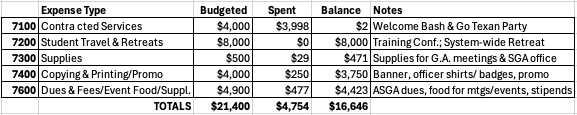 Expense Type Budgeted Spent Balance Notes
7100 Contra cted Services $4,000 $3,998 $2 Welcome Bash & Go Texan Party
7200 Student Travel & Retreats $8,000 $0 $8,000 Training Conf.; System-wide Retreat
7300 Supplies $500 $29 $471 Supplies for G.A. meetings & SGA office
7400 Copying & Printing/Promo $4,000 $250 $3,750 Banner, officer shirts/ badges, promo
7600 Dues & Fees/Event Food/Suppl. $4,900 $477 $4,423 ASGA dues, food for mtgs/events, stipends
TOTALS $21,400 $4,754 $16,646